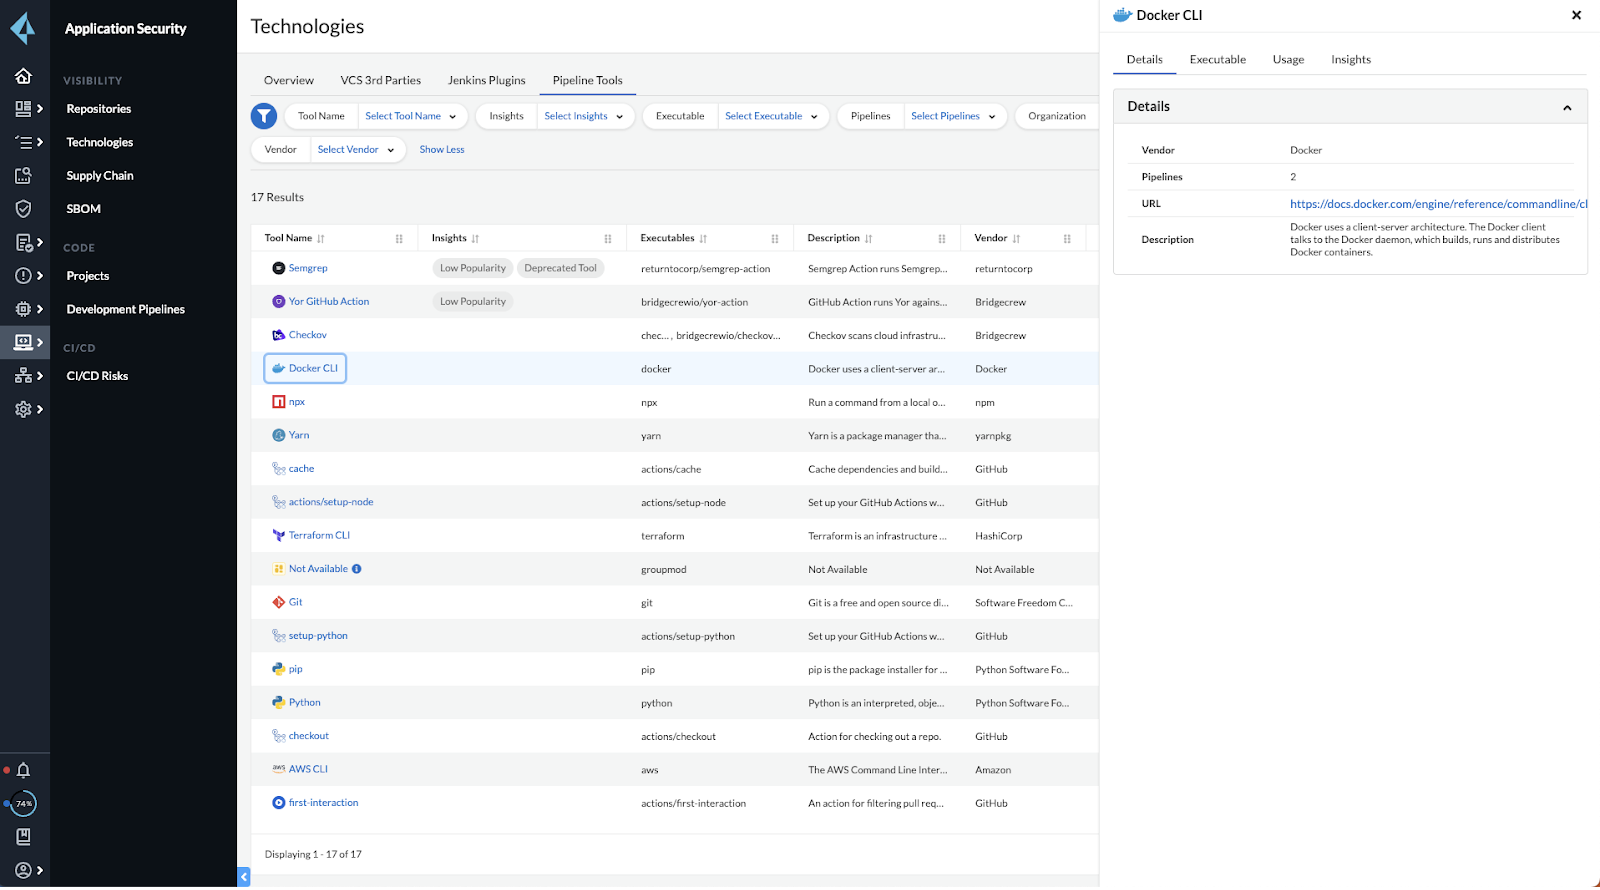 Application Security
VISIBILITY
Repositories
Technologies
Supply Chain
SBOM
CODE
Projects
Development Pipelines
CI/CD
CI/CD Risks
74%
Technologies
Overview VCS 3rd Parties Jenkins Plugins Pipeline Tools
Tool Name Select Tool Name Insights Select Insights Executable Select Executable Pipelines Select Pipelines Organization
Vendor Select Vendor Show Less
17 Results
Tool Name Insights Executables Description Vendor
Semgrep Low Popularity Deprecated Tool returntocorp/semgrep-action Semgrep Action runs Semgrep... returntocorp
Yor GitHub Action Low Popularity bridgecrewio/yor-action GitHub Action runs Yor agains... Bridgecrew
Checkov chec... , bridgecrewio/checkov... Checkov scans cloud infrastru... Bridgecrew
Docker CLI docker Docker uses a client-server ar... Docker
npx npx Run a command from a local o... npm
Yarn yarn Yarn is a package manager tha... yarnpkg
cache actions/cache Cache dependencies and build... GitHub
actions/setup-node actions/setup-node Set up your GitHub Actions w... GitHub
Terraform CLI terraform Terraform is an infrastructure ... HashiCorp
Not Available groupmod Not Available Not Available
Git git Git is a free and open source di... Software Freedom C...
setup-python actions/setup-python Set up your GitHub Actions w... GitHub
pip pip pip is the package installer for ... Python Software Fo...
Python python Python is an interpreted, obje... Python Software Fo...
checkout actions/checkout Action for checking out a repo. GitHub
aws AWS CLI aws The AWS Command Line Inter... Amazon
first-interaction actions/first-interaction An action for filtering pull req... GitHub
Displaying 1 - 17 of 17
Docker CLI
Details Executable Usage Insights
Details
Vendor Docker
Pipelines 2
URL https://docs.docker.com/engine/reference/commandline/cl
Description Docker uses a client-server architecture. The Docker client
talks to the Docker daemon, which builds, runs and distributes
Docker containers.